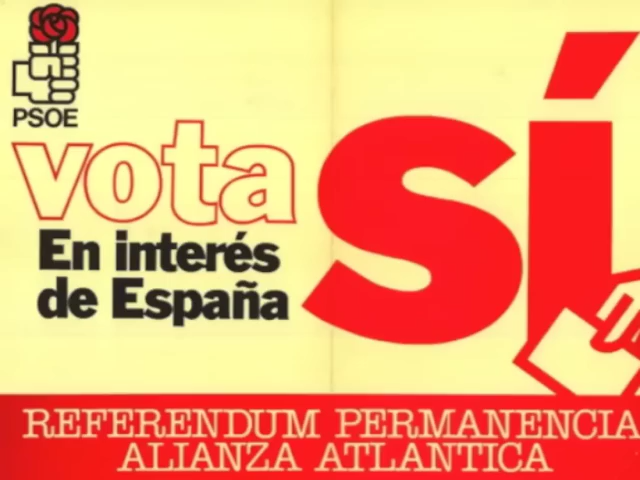 PSOE
vota SÍ
En interés
de España
REFERENDUM PERMANENCIA
ALIANZA ATLANTICA